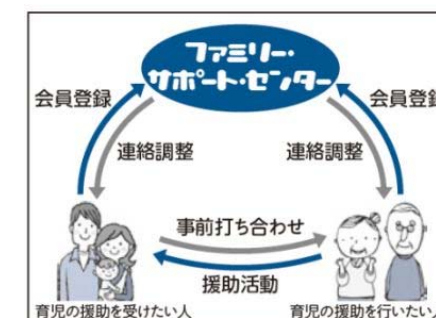 ファミリー・
サポート・センター
会員登録
会員登録
連絡調整
連絡調整
事前打ち合わせ
援助活動
育児の援助を受けたい人
育児の援助を行いたい人